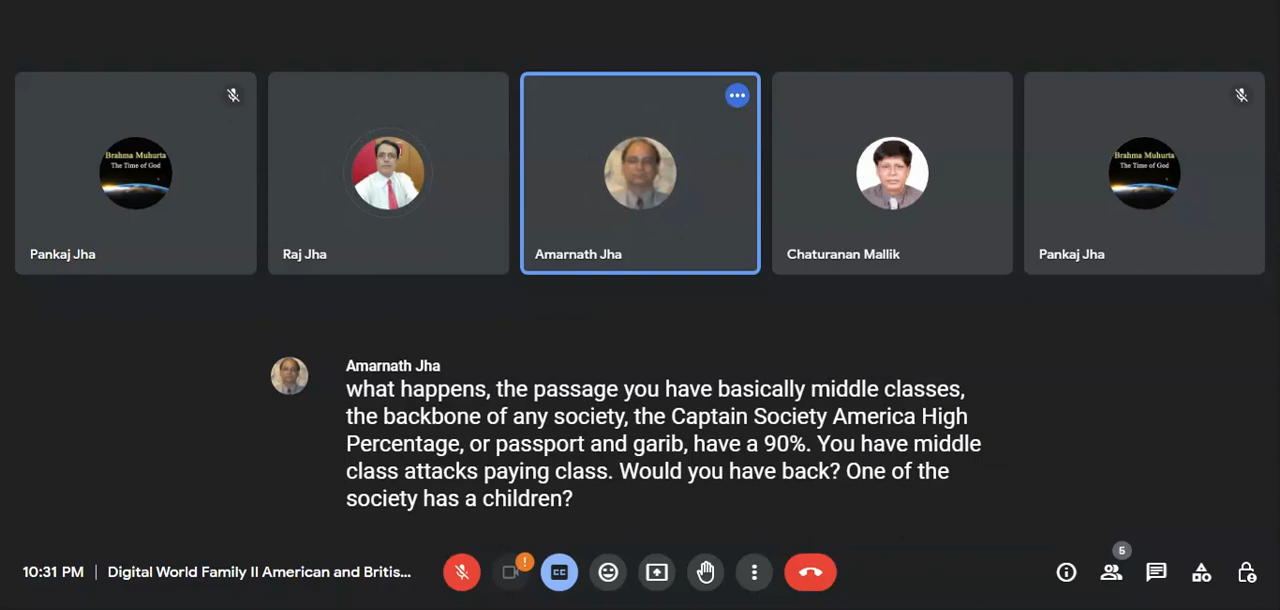 Brahma Muhurta
The Time of God
Brahma Muhurta
The Time of God
Pankaj Jha
Raj Jha
Amarnath Jha
Chaturanan Mallik
Pankaj Jha
Amarnath Jha
what happens, the passage you have basically middle classes,
the backbone of any society, the Captain Society America High
Percentage, or passport and garib, have a 90%. You have middle
class attacks paying class. Would you have back? One of the
society has a children?
5
10:31 PM | Digital World Family II American and Britis...
CC